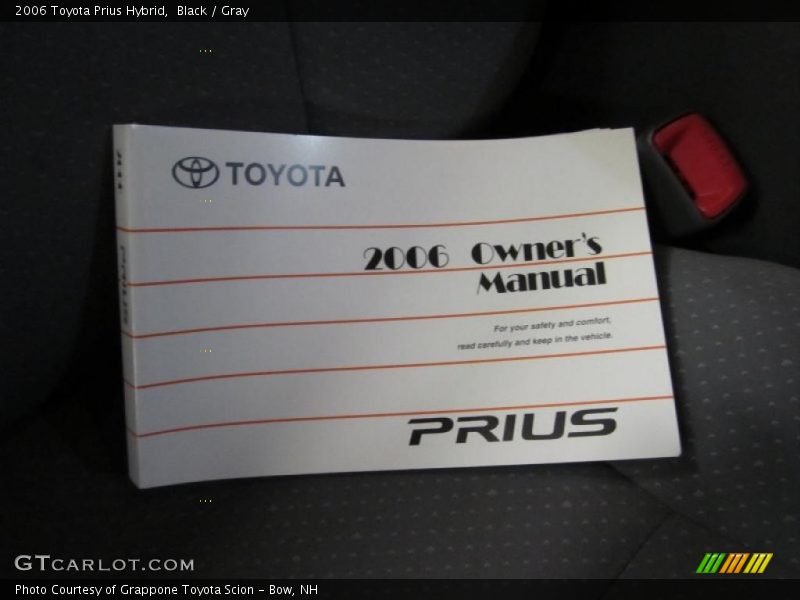 2006 Toyota Prius Hybrid,  Black / Gray
TOYOTA
2006 Owner's
Manual
For your safety and comfort,
read carefully and keep in the vehicle.
PRIUS
GTCARLOT.COM
Photo Courtesy of Grappone Toyota Scion - Bow, NH